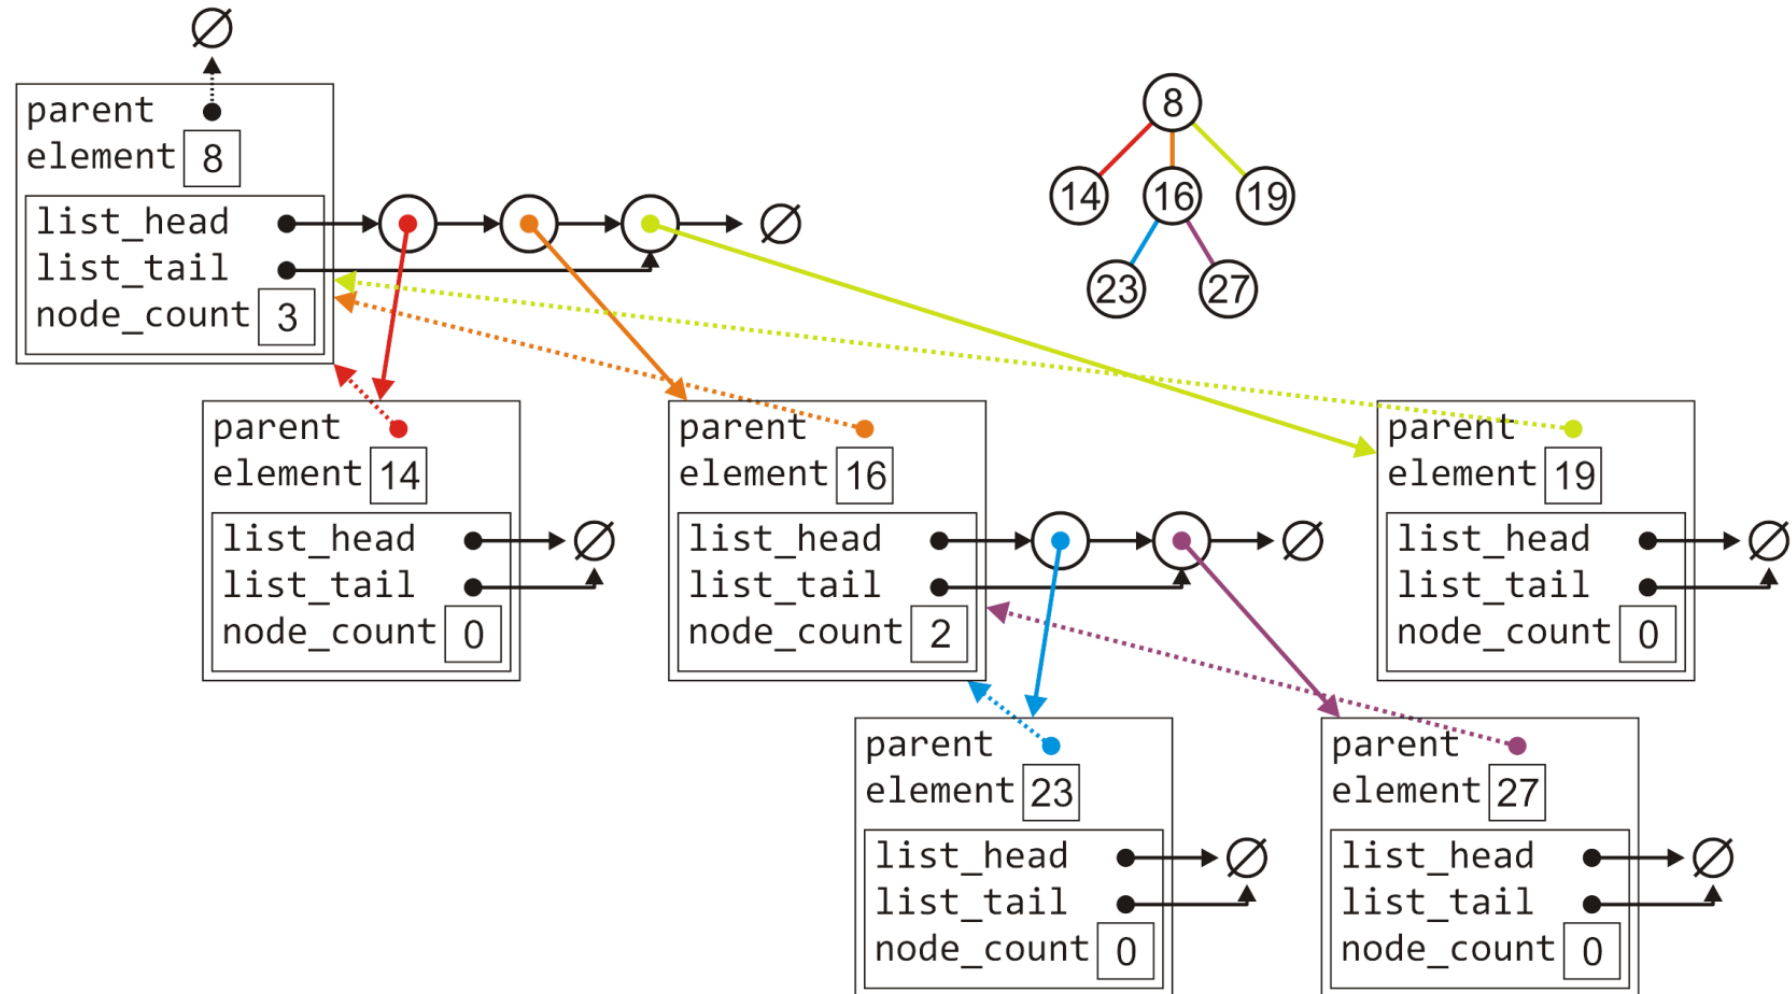 ∅
parent
element 8
list_head
∅
list_tail
node_count 3
8
14 16 19
23 27
parent
element 14
list_head
∅
list_tail
node_count 0
parent
element 16
list_head
∅
list_tail
node_count 2
parent
element 19
list_head
∅
list_tail
node_count 0
parent
element 23
list_head
∅
list_tail
node_count 0
parent
element 27
list_head
∅
list_tail
node_count 0